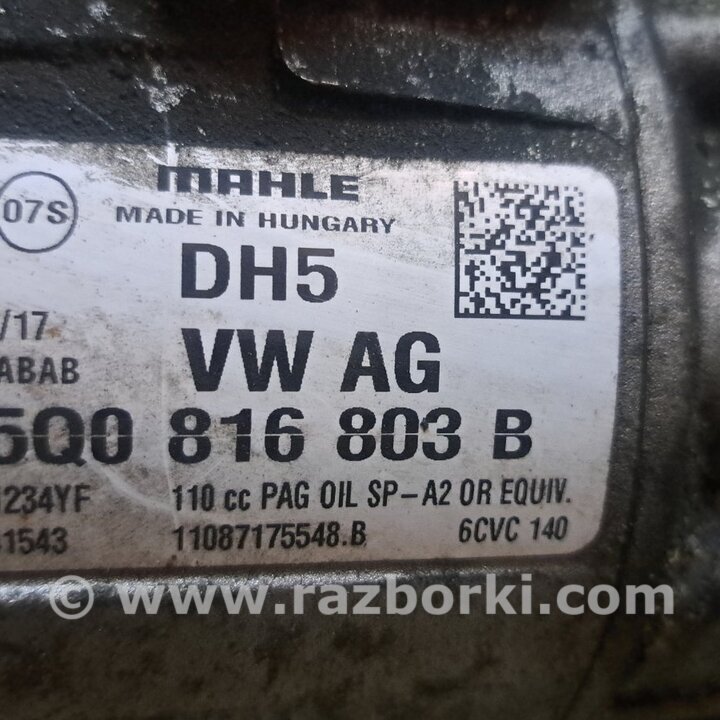 MAHLE
07S
MADE IN HUNGARY
DH5
/17
ABAB
VW AG
5Q0 816 803 B
1234YF
110 cc PAG OIL SP-A2 OR EQUIV.
1543
11087175548.B
6CVC 140
© www.razborki.com